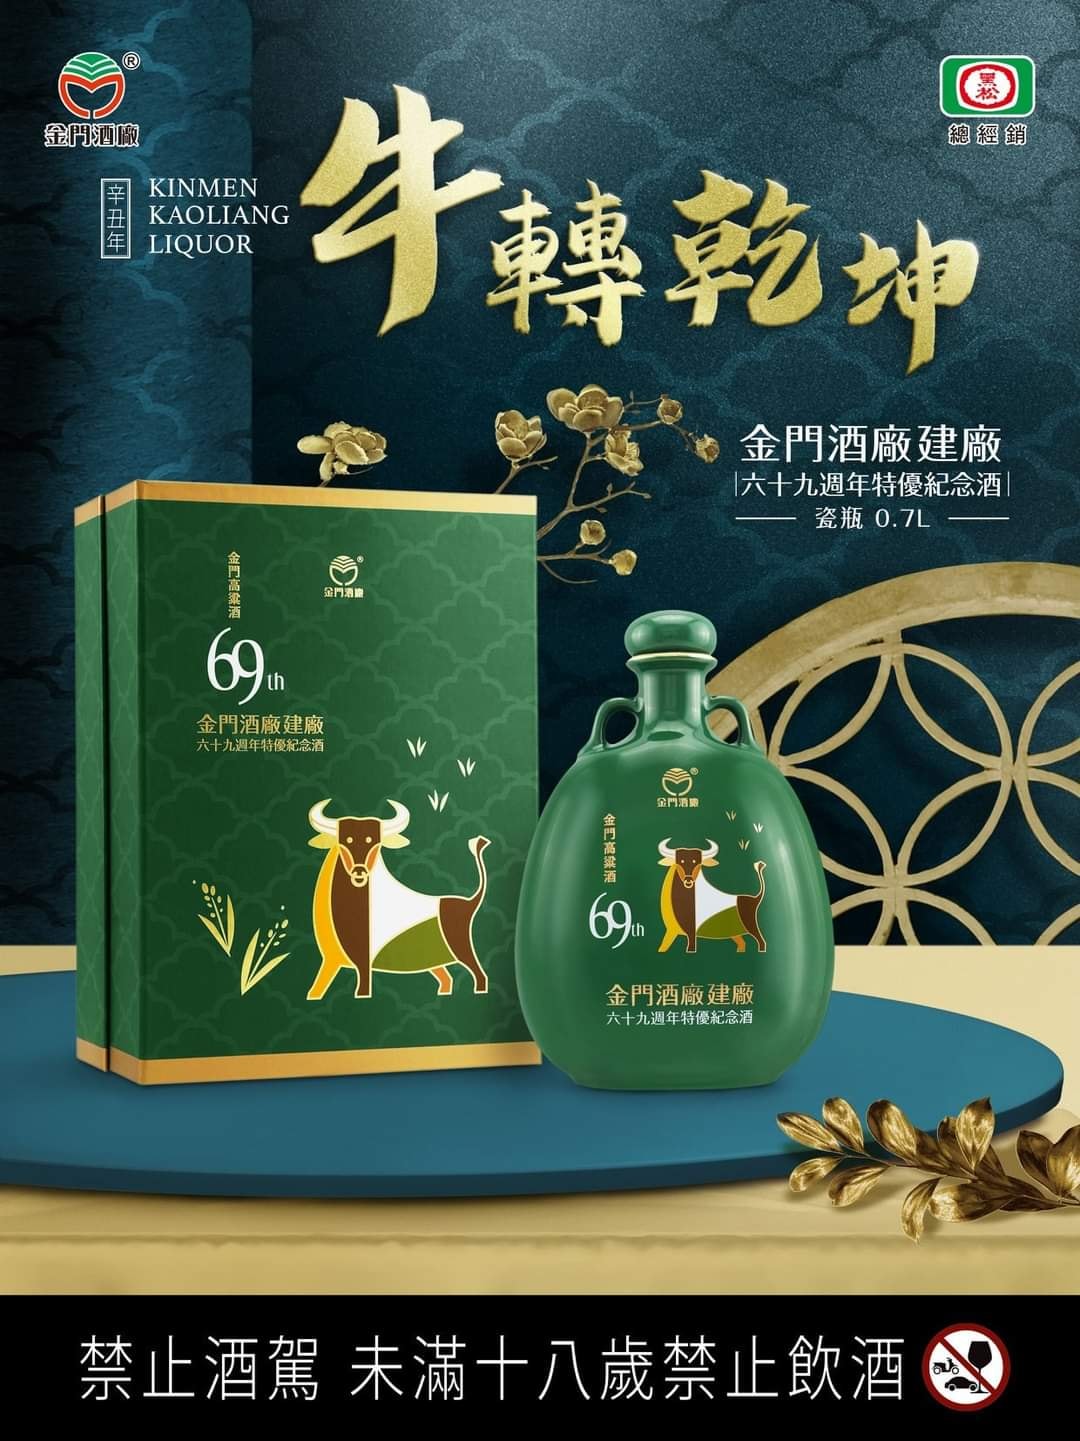 金門酒廠
黑松
總經銷
辛丑年
KINMEN
KAOLIANG
LIQUOR
牛轉乾坤
金門酒廠建廠
六十九週年特優紀念酒
瓷瓶 0.7L
金門高粱酒
金門酒廠
69th
金門酒廠建廠
六十九週年特優紀念酒
金門酒廠
金門高粱酒
69th
金門酒廠建廠
六十九週年特優紀念酒
禁止酒駕 未滿十八歲禁止飲酒